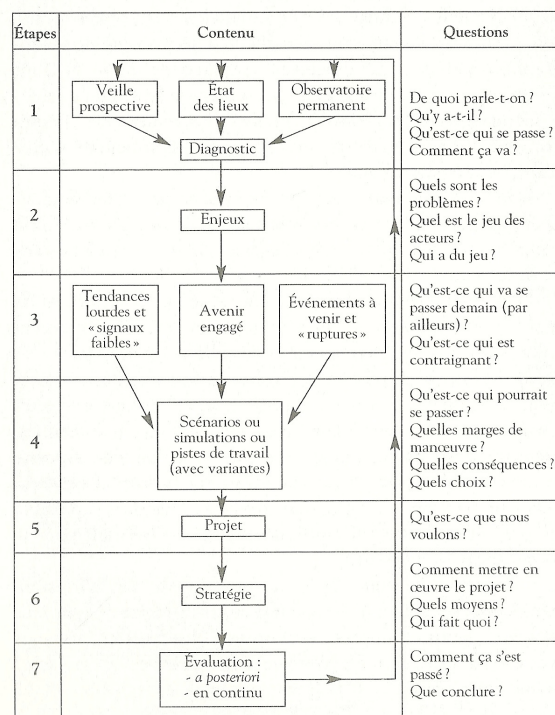 Étapes
Contenu
Questions
1
Veille
prospective
État
des lieux
Observatoire
permanent
Diagnostic
De quoi parle-t-on ?
Qu'y a-t-il ?
Qu'est-ce qui se passe ?
Comment ça va ?
2
Enjeux
Quels sont les
problèmes ?
Quel est le jeu des
acteurs ?
Qui a du jeu ?
3
Tendances
lourdes et
« signaux
faibles »
Avenir
engagé
Événements à
venir et
« ruptures »
Qu'est-ce qui va se
passer demain (par
ailleurs) ?
Qu'est-ce qui est
contraignant ?
4
Scénarios ou
simulations ou
pistes de travail
(avec variantes)
Qu'est-ce qui pourrait
se passer ?
Quelles marges de
manœuvre ?
Quelles conséquences ?
Quels choix ?
5
Projet
Qu'est-ce que nous
voulons ?
6
Stratégie
Comment mettre en
œuvre le projet ?
Quels moyens ?
Qui fait quoi ?
7
Évaluation :
- a posteriori
- en continu
Comment ça s'est
passé ?
Que conclure ?